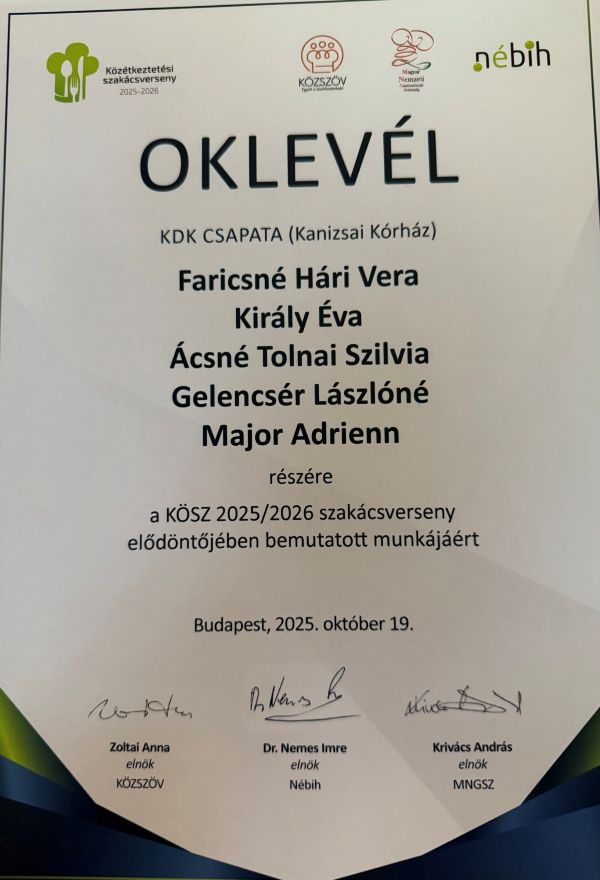 Közétkeztetési
szakácsverseny
2025-2026
KÖZSZÖV
Magyar
Nemzeti
nébih
OKLEVÉL
KDK CSAPATA (Kanizsai Kórház)
Faricsné Hári Vera
Király Éva
Ácsné Tolnai Szilvia
Gelencsér Lászlóné
Major Adrienn
részére
a KÖSZ 2025/2026 szakácsverseny
elődöntőjében bemutatott munkájáért
Budapest, 2025. október 19.
Zoltai Anna
elnök
KÖZSZÖV
Dr. Nemes Imre
elnök
Nébih
Krivács András
elnök
MNGSZ